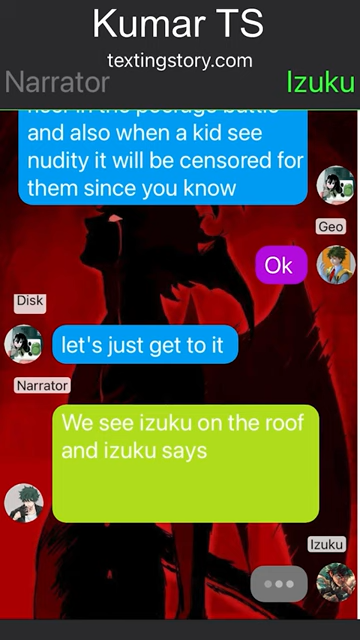 Kumar TS
textingstory.com
Narrator
Izuku
and also when a kid see
nudity it will be censored for
them since you know
Geo
Ok
Disk
let's just get to it
Narrator
We see izuku on the roof
and izuku says
Izuku